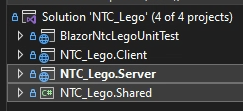 Solution 'NTC_Lego' (4 of 4 projects)
BlazorNtcLegoUnitTest
NTC_Lego.Client
NTC_Lego.Server
NTC_Lego.Shared